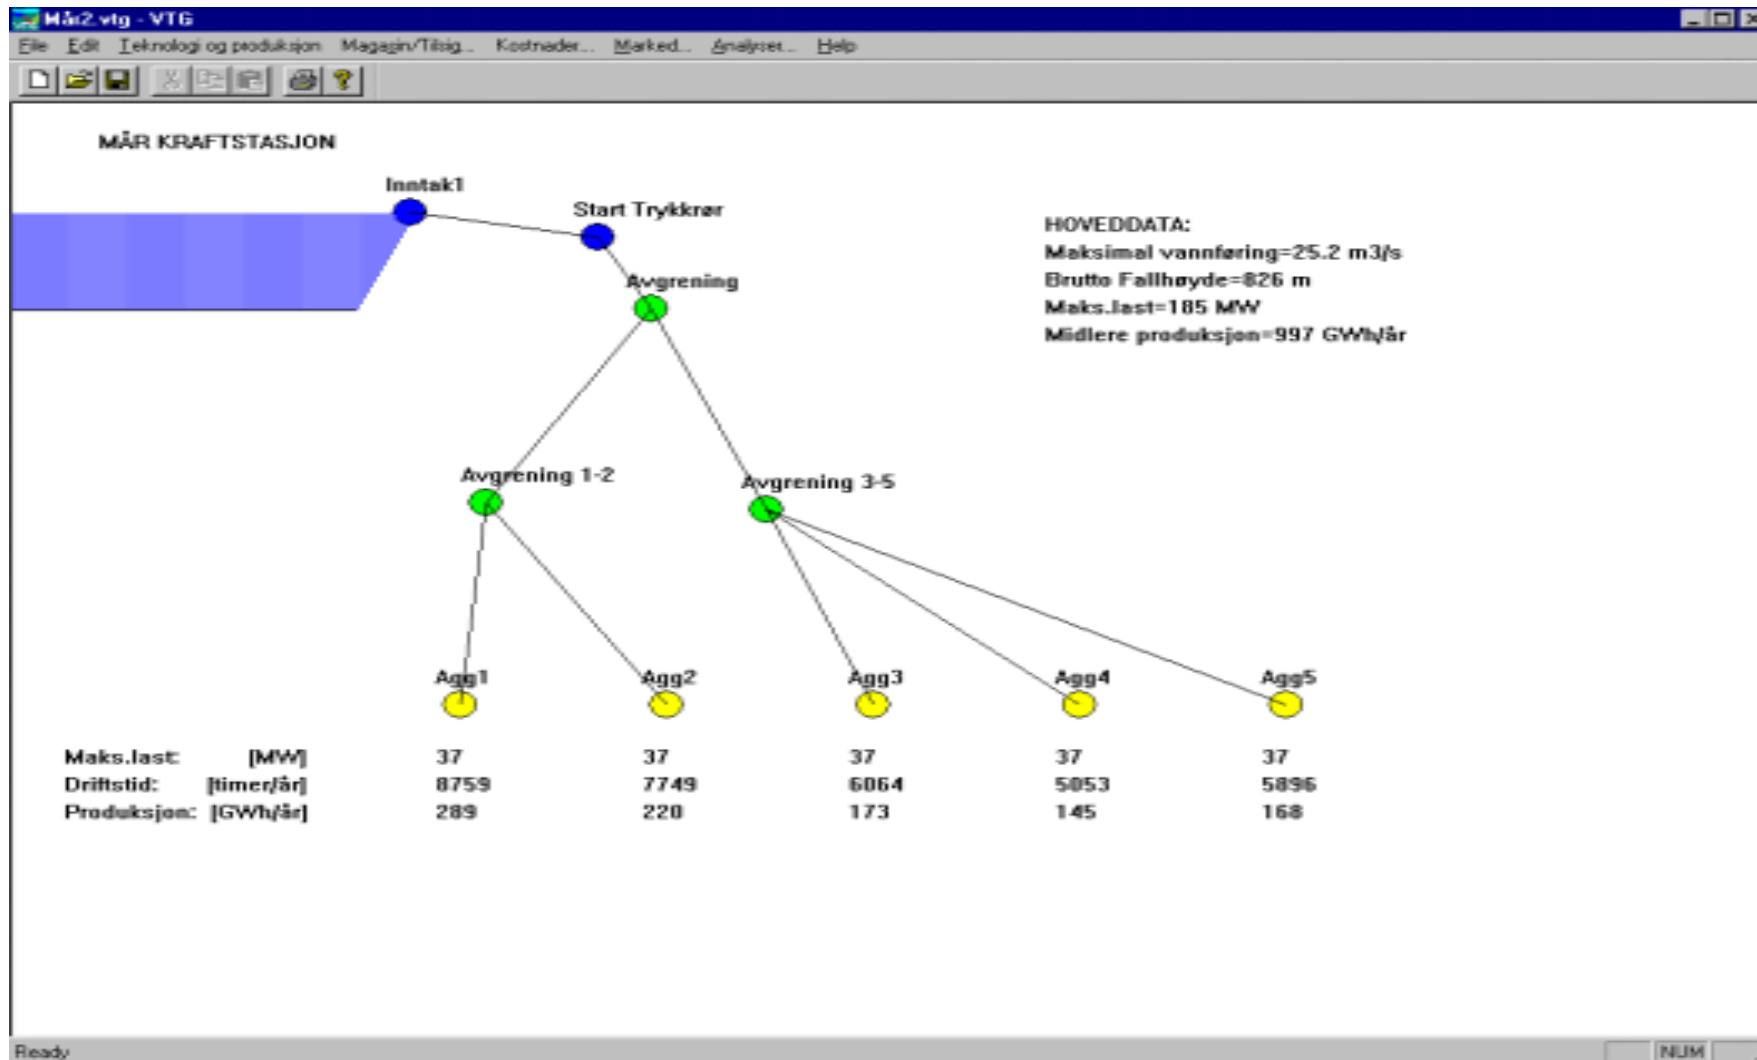 Mår2.vtg - VTG
File Edit Teknologi og produksjon Magasin/Tilsig... Kostnader... Marked... Analyser... Help
MÅR KRAFTSTASJON
Inntak1
Start Trykkrør
Avgrening
HOVEDDATA:
Maksimal vannføring=25.2 m3/s
Brutto Fallhøyde=826 m
Maks.last=185 MW
Midlere produksjon=997 GWh/år
Avgrening 1-2
Avgrening 3-5
Agg1 Agg2 Agg3 Agg4 Agg5
Maks.last: [MW] 37 37 37 37 37
Driftstid: [timer/år] 8759 7749 6064 5053 5896
Produksjon: [GWh/år] 289 220 173 145 168
Ready NUM